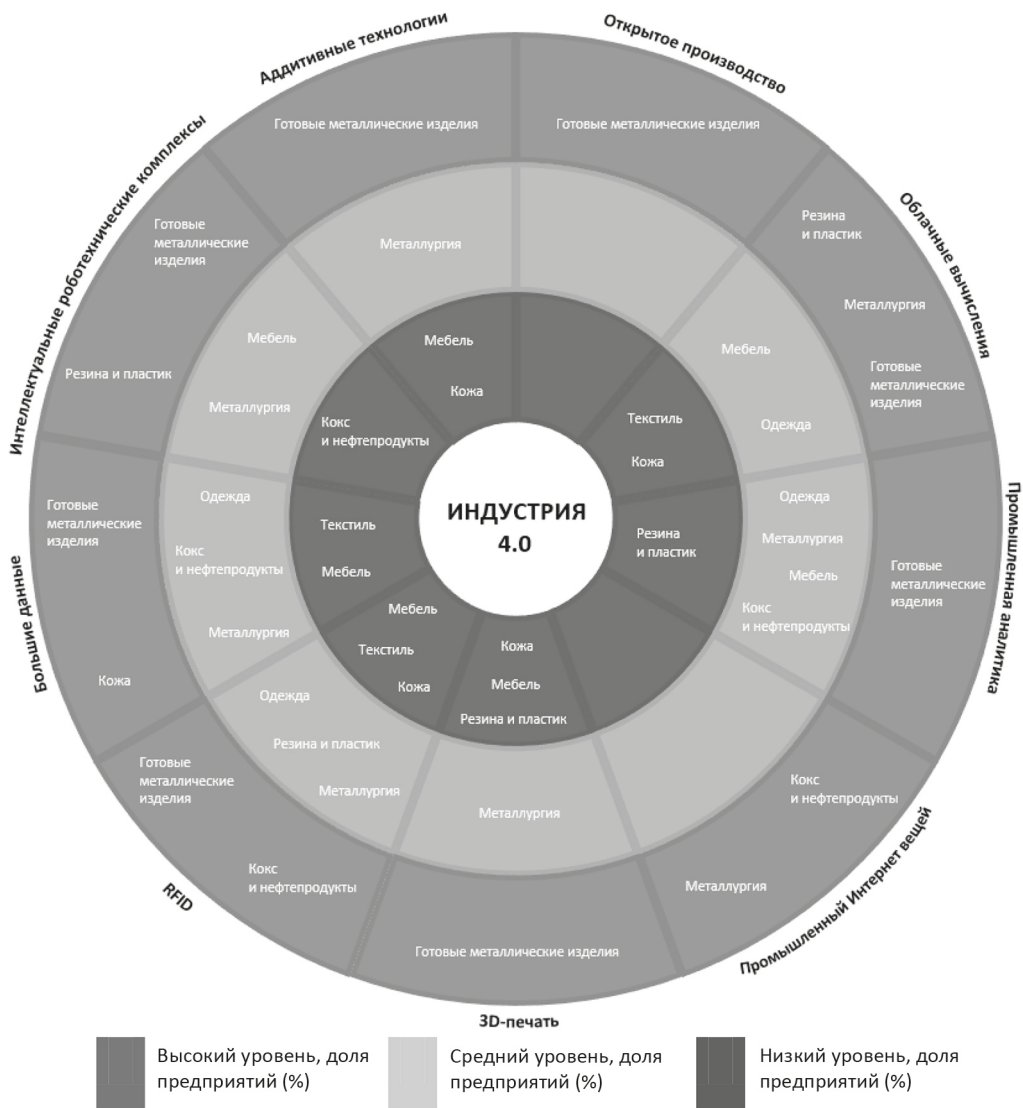 Аддитивные технологии
Открытое производство
Интеллектуальные роботехнические комплексы
Облачные вычисления
Готовые металлические изделия
Готовые металлические изделия
Готовые
металлические
изделия
Резина и пластик
Металлургия
Мебель
Металлургия
Резина
и пластик
Металлургия
Готовые
металлические
изделия
Мебель
Одежда
Мебель
Кожа
Кокс
и нефтепродукты
Текстиль
Кожа
ИНДУСТРИЯ
4.0
Большие данные
Готовые
металлические
изделия
Кожа
Одежда
Кокс
и нефтепродукты
Металлургия
Текстиль
Мебель
Резина
и пластик
Одежда
Металлургия
Мебель
Кокс
и нефтепродукты
Готовые
металлические
изделия
Промышленная аналитика
Мебель
Текстиль
Кожа
Кожа
Мебель
Резина и пластик
Одежда
Резина и пластик
Металлургия
Металлургия
Готовые
металлические
изделия
Кокс
и нефтепродукты
RFID
Готовые металлические изделия
3D-печать
Кокс
и нефтепродукты
Металлургия
Промышленный Интернет вещей
Высокий уровень, доля
предприятий (%)
Средний уровень, доля
предприятий (%)
Низкий уровень, доля
предприятий (%)